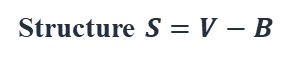 Structure S = V – B